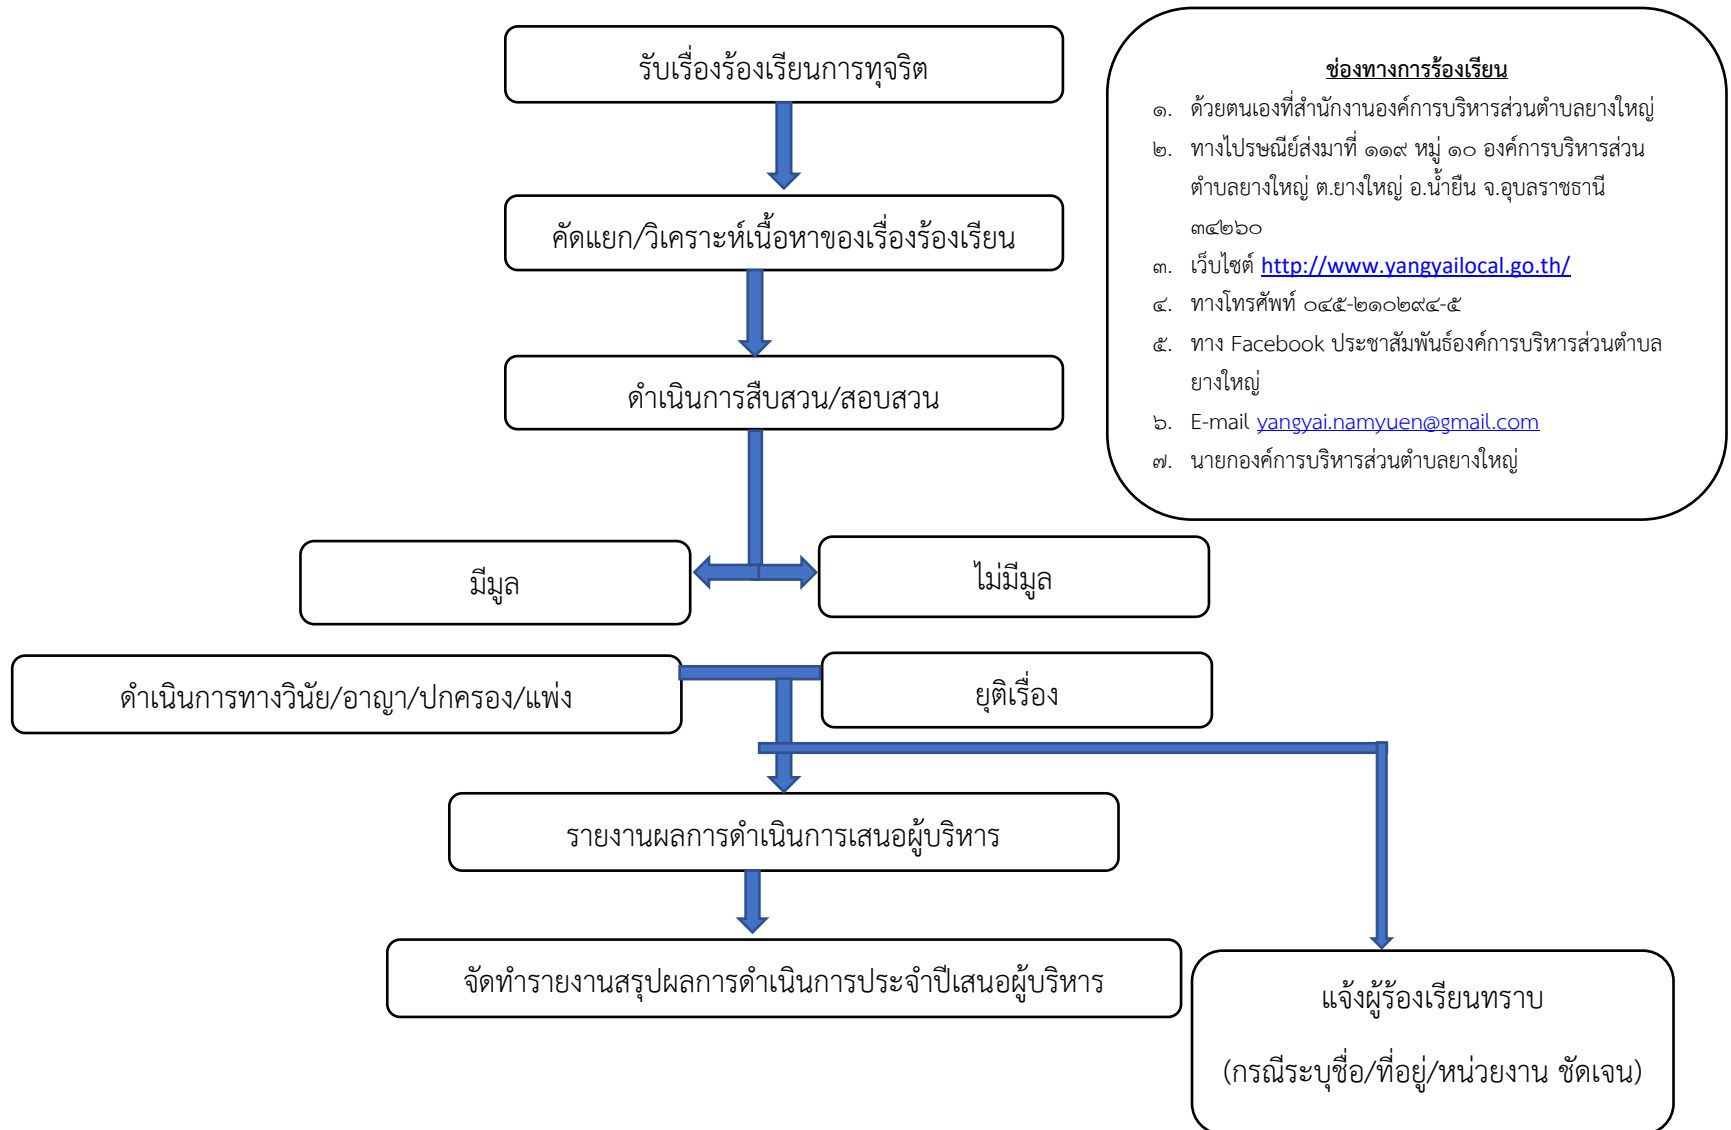 รับเรื่องร้องเรียนการทุจริต
คัดแยก/วิเคราะห์เนื้อหาของเรื่องร้องเรียน
ดำเนินการสืบสวน/สอบสวน
มีมูล
ไม่มีมูล
ดำเนินการทางวินัย/อาญา/ปกครอง/แพ่ง
ยุติเรื่อง
รายงานผลการดำเนินการเสนอผู้บริหาร
จัดทำรายงานสรุปผลการดำเนินการประจำปีเสนอผู้บริหาร
แจ้งผู้ร้องเรียนทราบ
(กรณีระบุชื่อ/ที่อยู่/หน่วยงาน ชัดเจน)
ช่องทางการร้องเรียน
๑. ด้วยตนเองที่สำนักงานองค์การบริหารส่วนตำบลยางใหญ่
๒. ทางไปรษณีย์ส่งมาที่ ๑๑๙ หมู่ ๑๐ องค์การบริหารส่วน
ตำบลยางใหญ่ ต.ยางใหญ่ อ.น้ำยืน จ.อุบลราชธานี
๓๔๒๖๐
๓. เว็บไซต์ http://www.yangyailocal.go.th/
๔. ทางโทรศัพท์ ๐๔๕-๒๑๐๒๙๔-๕
๕. ทาง Facebook ประชาสัมพันธ์องค์การบริหารส่วนตำบล
ยางใหญ่
๖. E-mail yangyai.namyuen@gmail.com
๗. นายกองค์การบริหารส่วนตำบลยางใหญ่